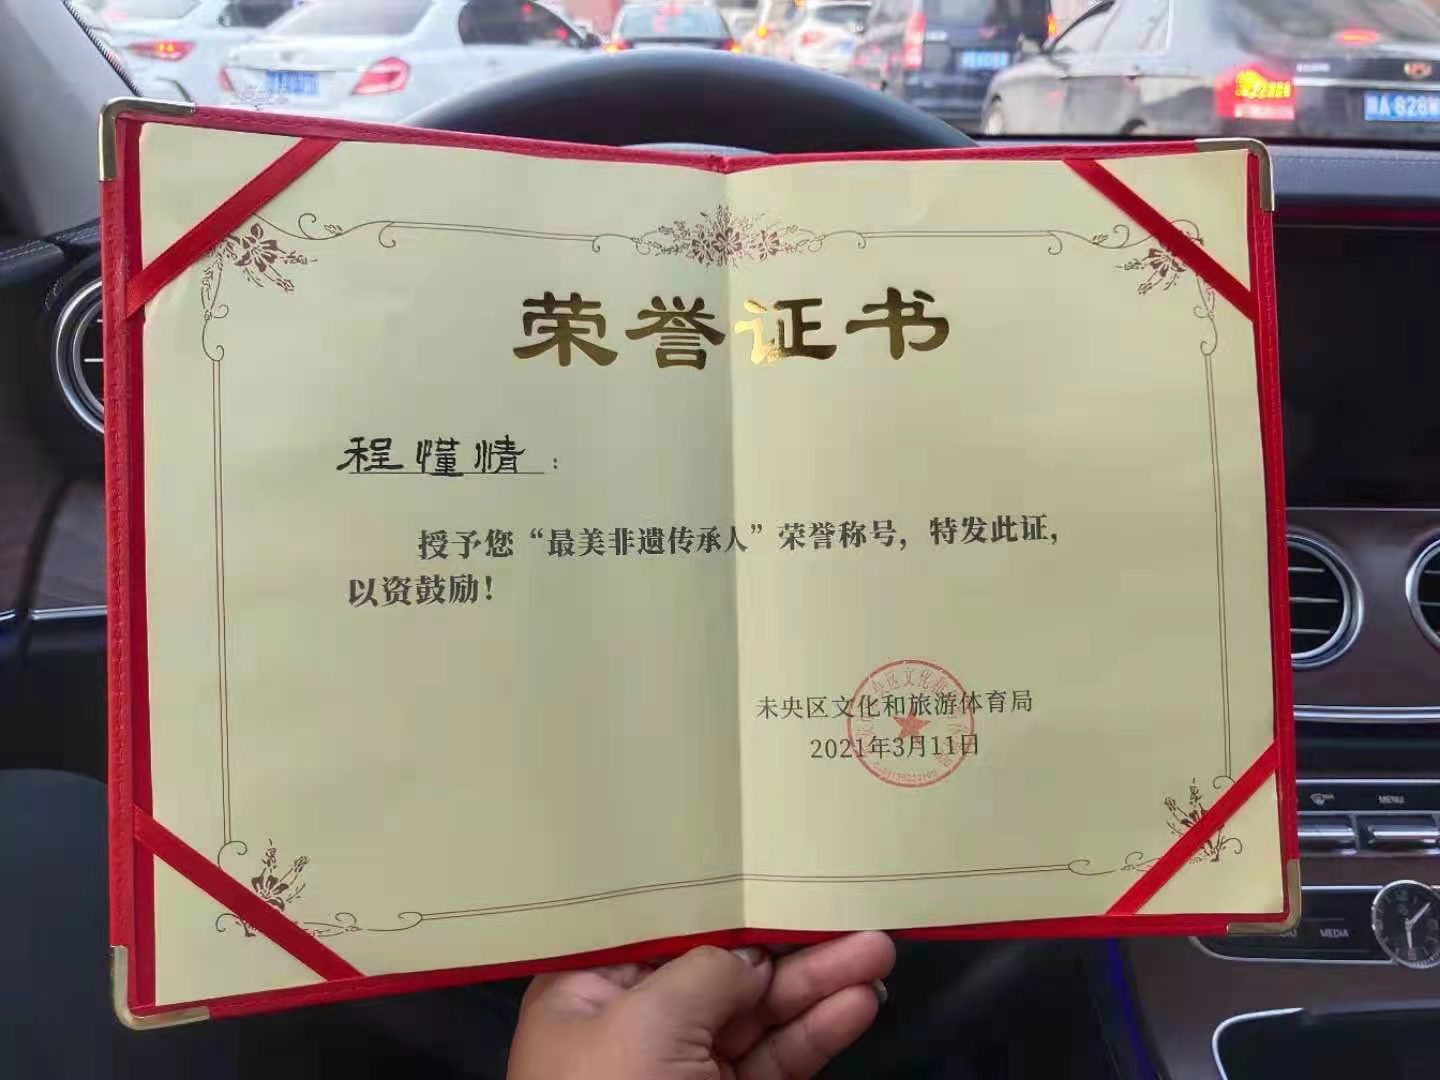 荣誉证书
程懂情：
授予您“最美非遗传承人”荣誉称号，特发此证，
以资鼓励！
未央区文化和旅游体育局
2021年3月11日
MENU
MEDIA